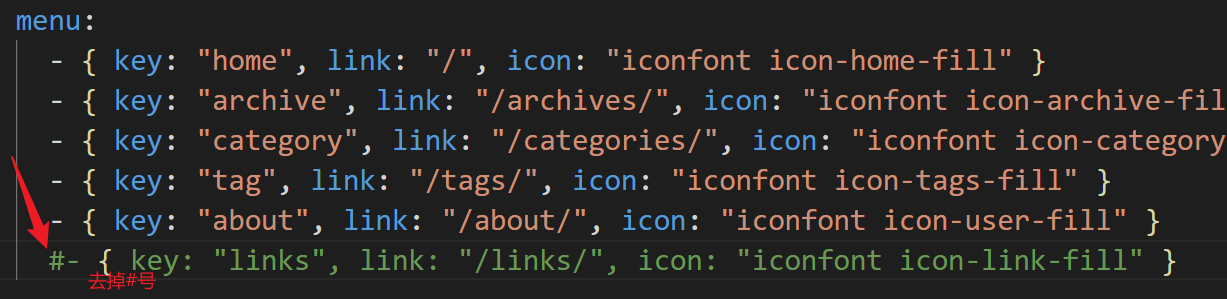 menu:
- { key: "home", link: "/", icon: "iconfont icon-home-fill" }
- { key: "archive", link: "/archives/", icon: "iconfont icon-archive-fil
- { key: "category", link: "/categories/", icon: "iconfont icon-category
- { key: "tag", link: "/tags/", icon: "iconfont icon-tags-fill" }
- { key: "about", link: "/about/", icon: "iconfont icon-user-fill" }
#- { key: "links", link: "/links/", icon: "iconfont icon-link-fill" }
去掉#号